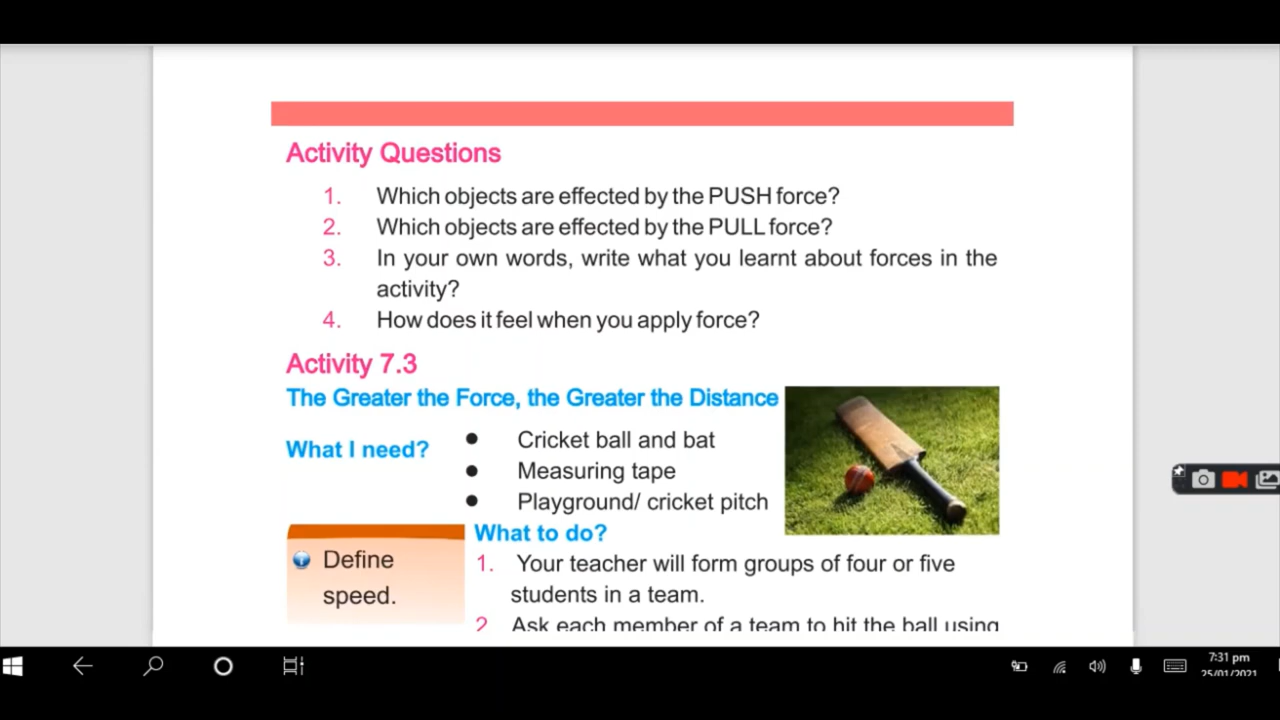 Activity Questions
1. Which objects are effected by the PUSH force?
2. Which objects are effected by the PULL force?
3. In your own words, write what you learnt about forces in the
activity?
4. How does it feel when you apply force?
Activity 7.3
The Greater the Force, the Greater the Distance
What I need?
● Cricket ball and bat
● Measuring tape
● Playground/ cricket pitch
Define
speed.
What to do?
1. Your teacher will form groups of four or five
students in a team.
2 Ask each member of a team to hit the ball using
7:31 pm
25/01/2021